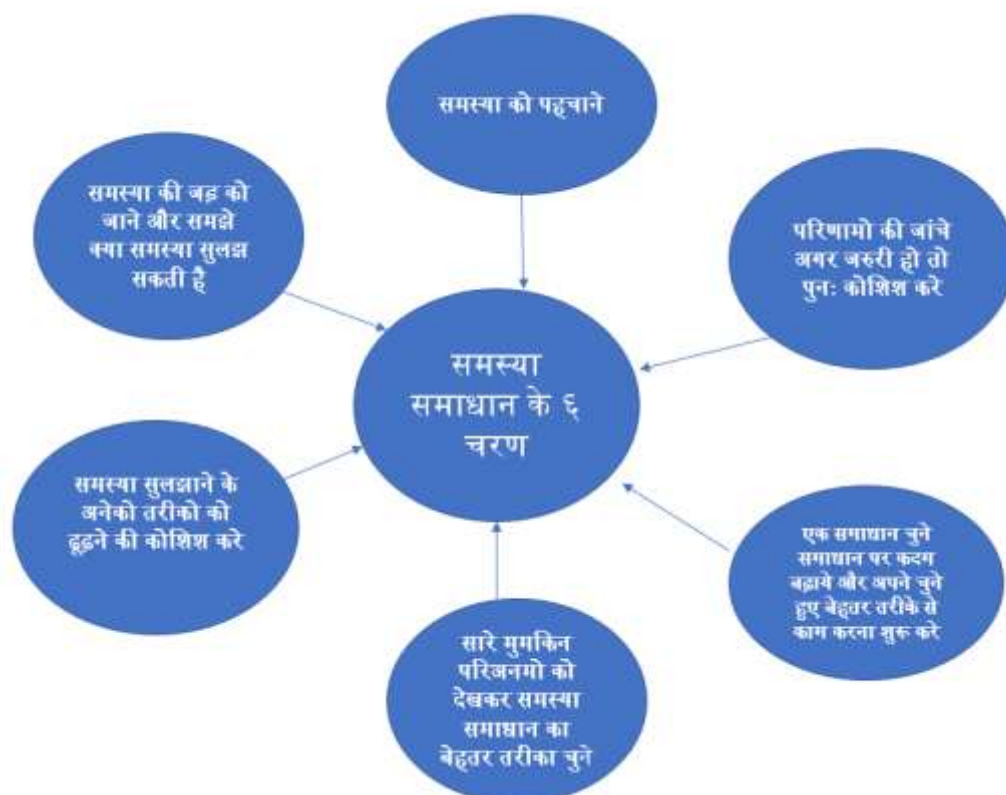 समस्या को पहचाने
समस्या की जड़ को
जाने और समझे
क्या समस्या सुलझ
सकती है
परिणामो की जांचे
अगर जरुरी हो तो
पुनः कोशिश करे
समस्या
समाधान के ६
चरण
समस्या सुलझाने के
अनेको तरीको को
ढूढ़ने की कोशिश करे
एक समाधान चुने
समाधान पर कदम
बढ़ाये और अपने चुने
हुए बेहतर तरीके से
काम करना शुरू करे
सारे मुमकिन
परिजनमो को
देखकर समस्या
समाधान का
बेहतर तरीका चुने